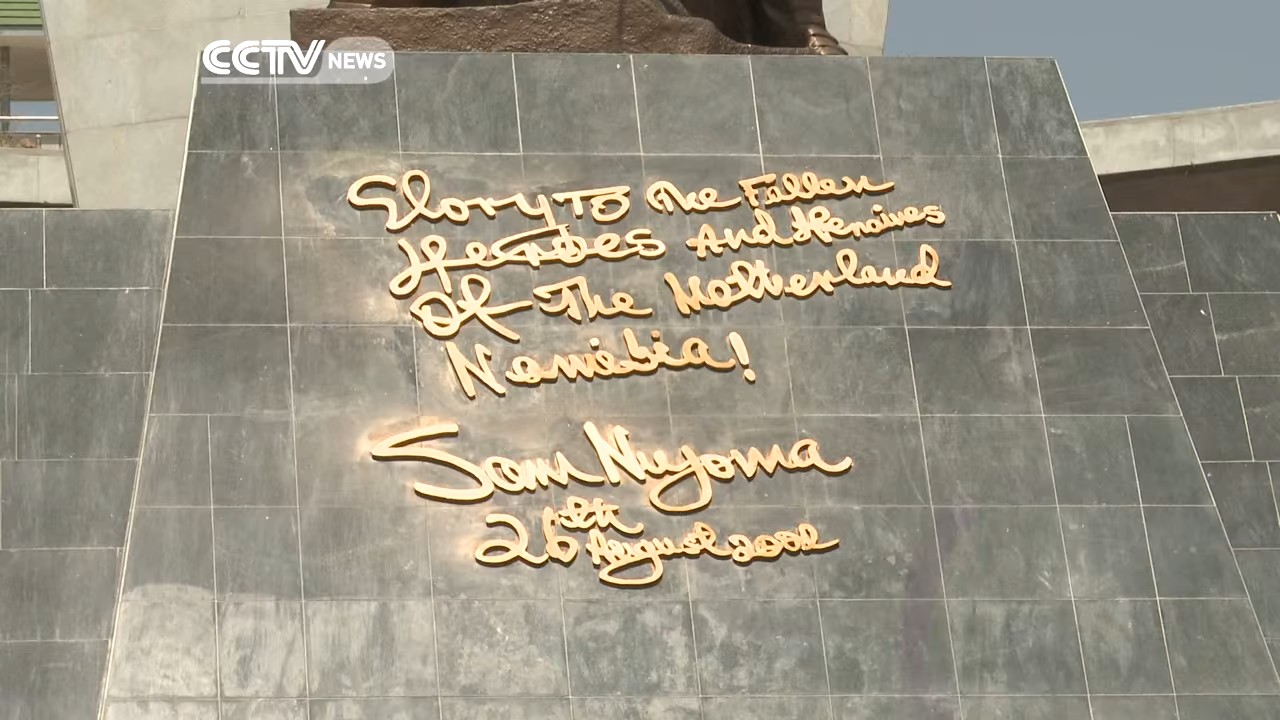 CCTV NEWS
Glory To The Fallen
Heroes And Heroines
Of The Motherland
Namibia!
Sam Nujoma
26th August 2002